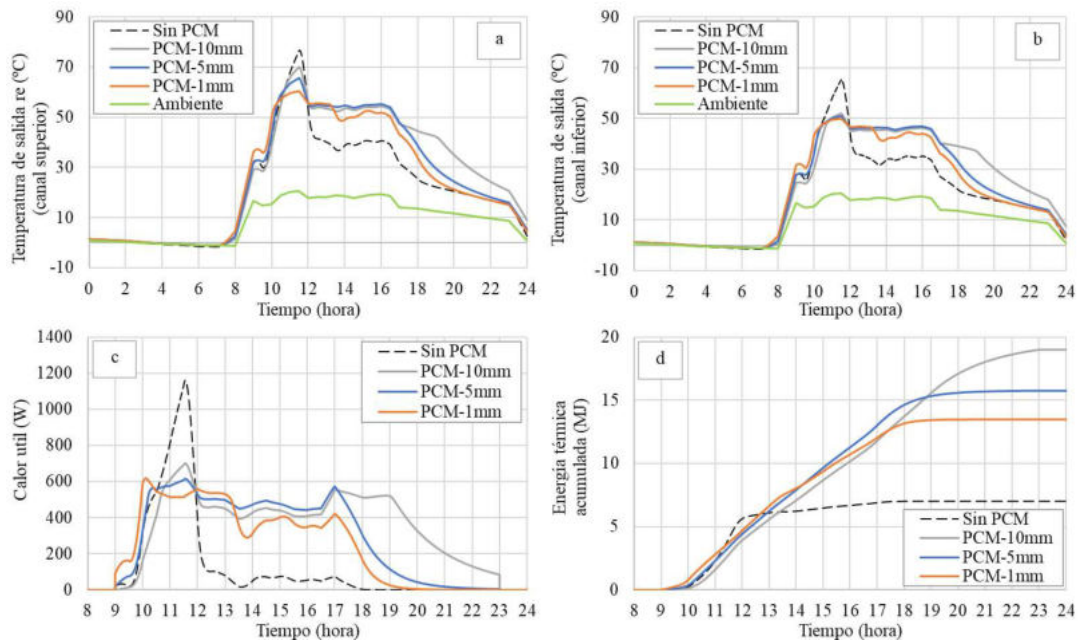 90
70
50
30
10
-10
Temperatura de salida re (ºC)
(canal superior)
Sin PCM
PCM-10mm
PCM-5mm
PCM-1mm
Ambiente
a
0 2 4 6 8 10 12 14 16 18 20 22 24
Tiempo (hora)
90
70
50
30
10
-10
Temperatura de salida (ºC)
(canal inferior)
Sin PCM
PCM-10mm
PCM-5mm
PCM-1mm
Ambiente
b
0 2 4 6 8 10 12 14 16 18 20 22 24
Tiempo (hora)
1400
1200
1000
800
600
400
200
0
Calor util (W)
c
Sin PCM
PCM-10mm
PCM-5mm
PCM-1mm
8 9 10 11 12 13 14 15 16 17 18 19 20 21 22 23 24
Tiempo (hora)
20
15
10
5
0
Energia térmica
acumulada (MJ)
d
Sin PCM
PCM-10mm
PCM-5mm
PCM-1mm
8 9 10 11 12 13 14 15 16 17 18 19 20 21 22 23 24
Tiempo (hora)